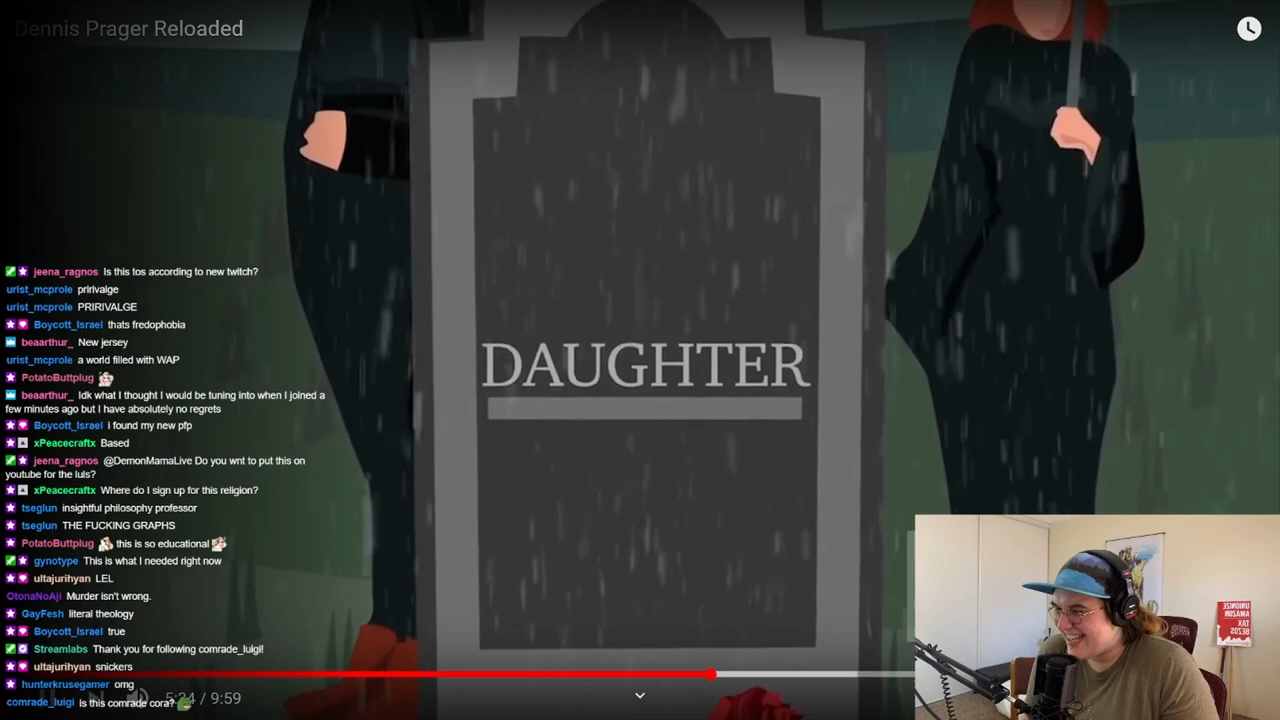 Dennis Prager Reloaded
DAUGHTER
jeena_ragnos Is this tos according to new twitch?
urist_mcprole pririvalge
urist_mcprole PRIRIVALGE
Boycott_Israel thats fredophobia
beaarthur_ New jersey
urist_mcprole a world filled with WAP
PotatoButtplug
beaarthur_ Idk what I thought I would be tuning into when I joined a
few minutes ago but I have absolutely no regrets
Boycott_Israel i found my new pfp
xPeacecraftx Based
jeena_ragnos @DemonMamaLive Do you wnt to put this on
youtube for the luls?
xPeacecraftx Where do I sign up for this religion?
tseglun insightful philosophy professor
tseglun THE FUCKING GRAPHS
PotatoButtplug this is so educational
gynotype This is what I needed right now
ultajurihyan LEL
OtonaNoAji Murder isn't wrong.
GayFesh literal theology
Boycott_Israel true
Streamlabs Thank you for following comrade_luigi!
ultajurihyan snickers
hunterkrusegamer omg
comrade_luigi Is this comrade cora?
5:34 / 9:59
UNIONIZE
AMAZON
TAX
BEZOS